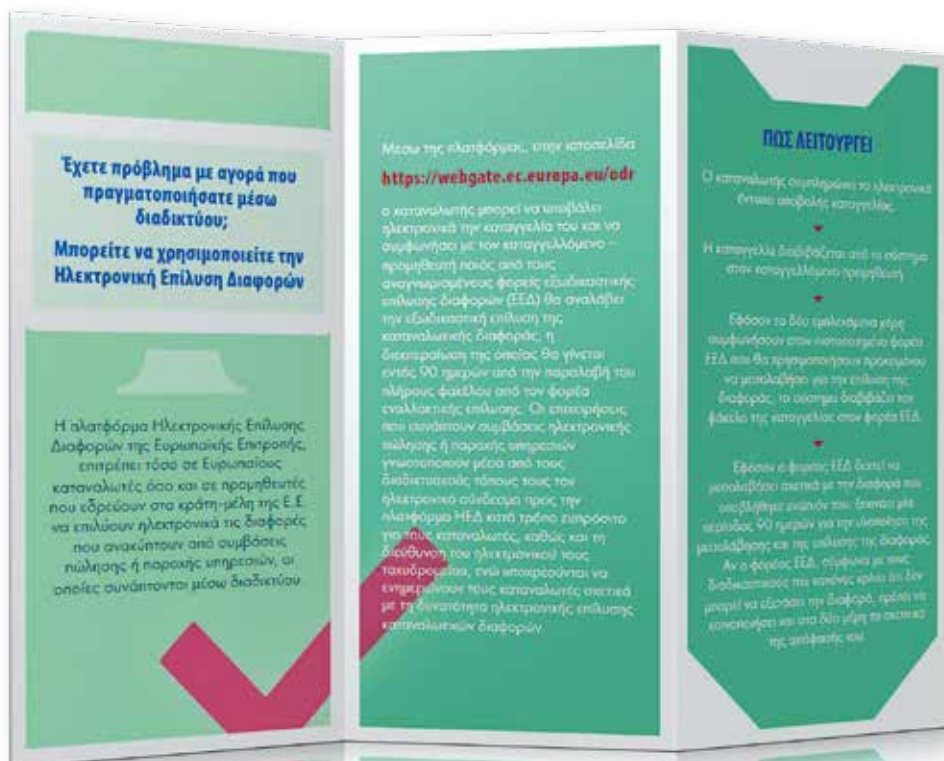 Έχετε πρόβλημα με αγορά που
πραγματοποιήσατε μέσω
διαδικτύου;
Μπορείτε να χρησιμοποιείτε την
Ηλεκτρονική Επίλυση Διαφορών
Η πλατφόρμα Ηλεκτρονικής Επίλυσης
Διαφορών της Ευρωπαϊκής Επιτροπής,
επιτρέπει τόσο σε Ευρωπαίους
καταναλωτές όσο και σε προμηθευτές
που εδρεύουν στα κράτη-μέλη της Ε.Ε
να επιλύουν ηλεκτρονικά τις διαφορές
που ανακύπτουν από συμβάσεις
πώλησης ή παροχής υπηρεσιών, οι
οποίες συνάπτονται μέσω διαδικτύου
Μέσω της πλατφόρμας, στην ιστοσελίδα
https://webgate.ec.europa.eu/odr
ο καταναλωτής μπορεί να υποβάλει
ηλεκτρονικά την καταγγελία του και να
συμφωνήσει με τον καταγγελλόμενο –
προμηθευτή ποιός από τους
αναγνωρισμένους φορείς εξωδικαστικής
επίλυσης διαφορών (ΕΕΔ) θα αναλάβει
την εξωδικαστική επίλυση της
καταναλωτικής διαφοράς, η
διεκπεραίωση της οποίας θα γίνεται
εντός 90 ημερών από την παραλαβή του
πλήρους φακέλου από τον φορέα
εναλλακτικής επίλυσης. Οι επιχειρήσεις
που συνάπτουν συμβάσεις ηλεκτρονικής
πώλησης ή παροχής υπηρεσιών
γνωστοποιούν μέσα από τους
διαδικτυακούς τόπους τους τον
ηλεκτρονικό σύνδεσμο προς την
πλατφόρμα ΗΕΔ κατά τρόπο ευπρόσιτο
για τους καταναλωτές, καθώς και τη
διεύθυνση του ηλεκτρονικού τους
ταχυδρομείου, ενώ υποχρεούνται να
ενημερώνουν τους καταναλωτές σχετικά
με τη δυνατότητα ηλεκτρονικής επίλυσης
καταναλωτικών διαφορών.
ΠΩΣ ΛΕΙΤΟΥΡΓΕΙ
Ο καταναλωτής συμπληρώνει το ηλεκτρονικό
έντυπο υποβολής καταγγελίας.
Η καταγγελία διαβιβάζεται από το σύστημα
στον καταγγελλόμενο προμηθευτή
Εφόσον τα δύο εμπλεκόμενα μέρη
συμφωνήσουν στον πιστοποιημένο φορέα
ΕΕΔ που θα χρησιμοποιήσουν προκειμένου
να μεσολαβήσει για την επίλυση της
διαφοράς, το σύστημα διαβιβάζει τον
φάκελο της καταγγελίας στον φορέα ΕΕΔ.
Εφόσον ο φορέας ΕΕΔ δεχτεί να
μεσολαβήσει σχετικά με την διαφορά που
υποβλήθηκε ενώπιόν του, ξεκινάει μία
περίοδος 90 ημερών για την υλοποίηση της
μεσολάβησης και της επίλυσης της διαφοράς.
Αν ο φορέας ΕΕΔ, σύμφωνα με τους
διαδικαστικούς του κανόνες κρίνει ότι δεν
μπορεί να εξετάσει την διαφορά, πρέπει να
κοινοποιήσει και στα δύο μέρη το σκεπτικό
της απόφασής του.